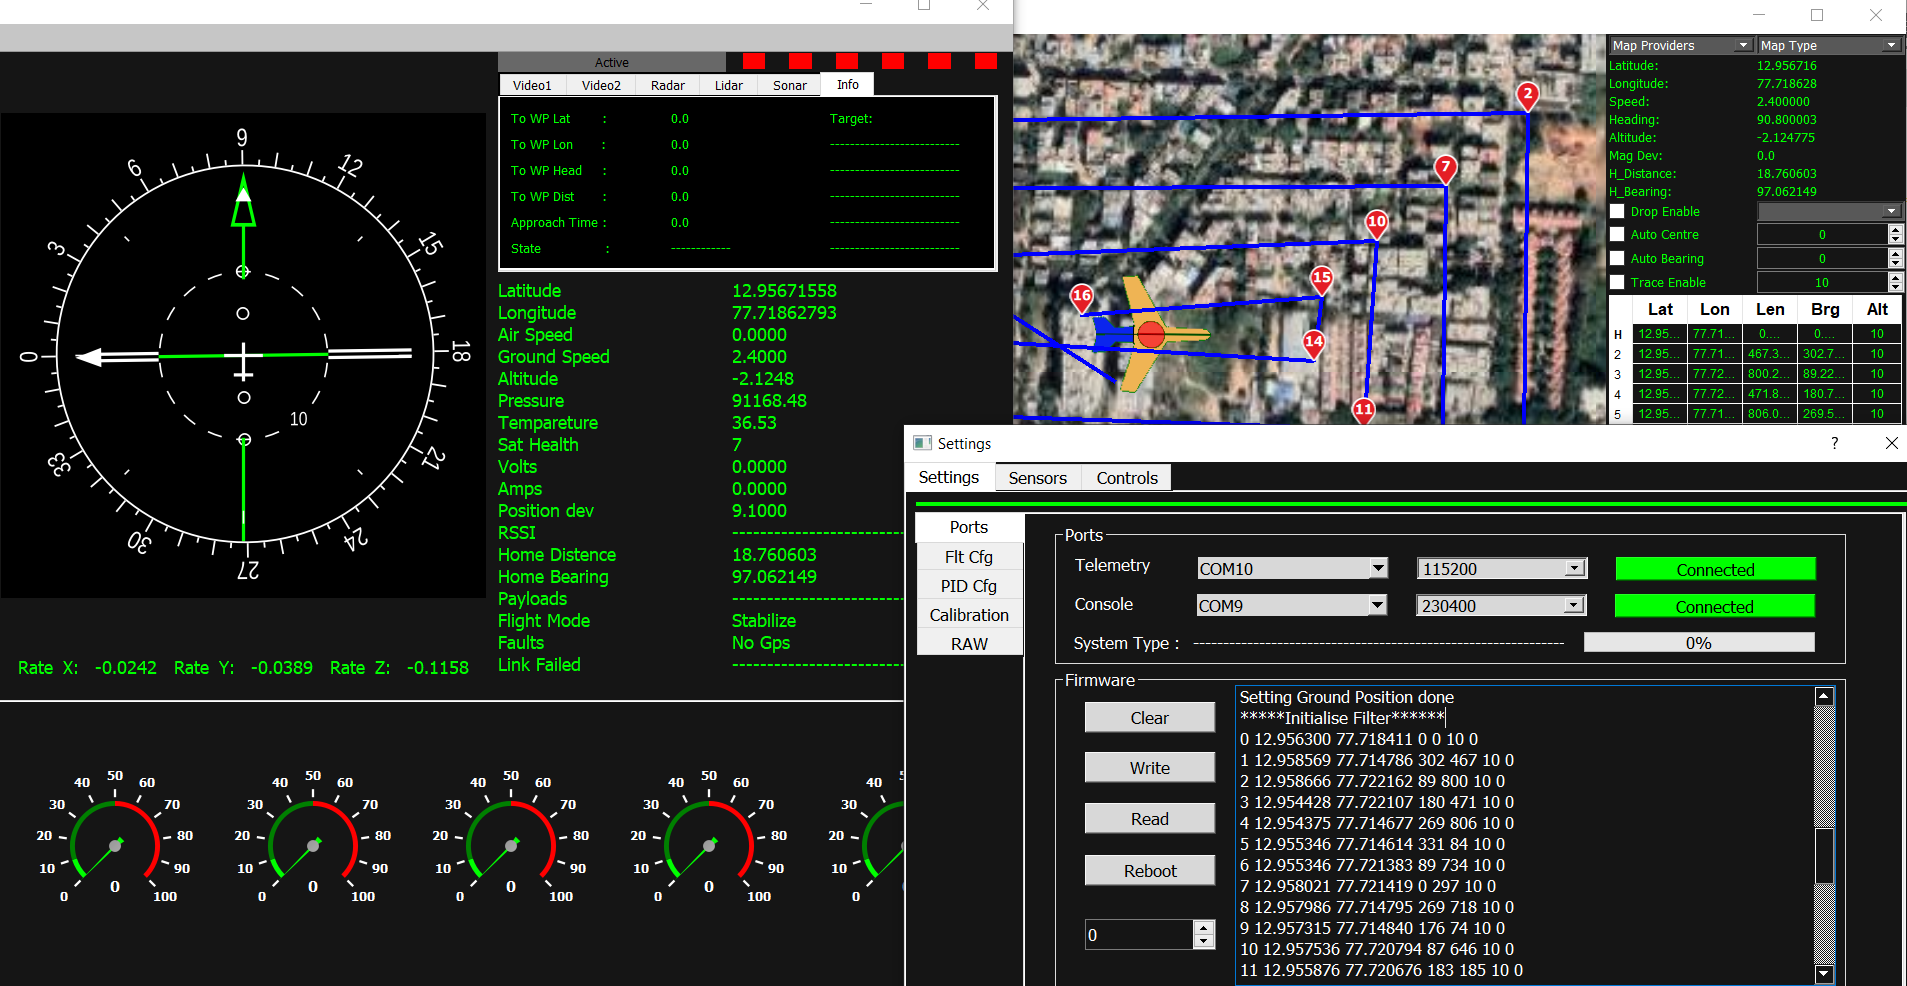 Active
Video1 Video2 Radar Lidar Sonar Info
To WP Lat : 0.0 Target:
To WP Lon : 0.0 --------------------------
To WP Head : 0.0 --------------------------
To WP Dist : 0.0 --------------------------
Approach Time : 0.0 --------------------------
State : ------------ --------------------------
9
12
15
18
21
24
27
30
33
0
3
6
10
Latitude 12.95671558
Longitude 77.71862793
Air Speed 0.0000
Ground Speed 2.4000
Altitude -2.1248
Pressure 91168.48
Tempareture 36.53
Sat Health 7
Volts 0.0000
Amps 0.0000
Position dev 9.1000
RSSI ----------------------
Home Distence 18.760603
Home Bearing 97.062149
Payloads ----------------------
Flight Mode Stabilize
Faults No Gps
Link Failed ----------------------
Rate X: -0.0242 Rate Y: -0.0389 Rate Z: -0.1158
0 10 20 30 40 50 60 70 80 90 100 0
0 10 20 30 40 50 60 70 80 90 100 0
0 10 20 30 40 50 60 70 80 90 100 0
0 10 20 30 40 50 60 70 80 90 100 0
0 10 20 30 40
2
7
10
15
16
14
11
Map Providers Map Type
Latitude: 12.956716
Longitude: 77.718628
Speed: 2.400000
Heading: 90.800003
Altitude: -2.124775
Mag Dev: 0.0
H_Distance: 18.760603
H_Bearing: 97.062149
Drop Enable
Auto Centre 0
Auto Bearing 0
Trace Enable 10
Lat Lon Len Brg Alt
H 12.95... 77.71... 0.... 0.... 10
2 12.95... 77.71... 467.3... 302.7... 10
3 12.95... 77.72... 800.2... 89.22... 10
4 12.95... 77.72... 471.8... 180.7... 10
5 12.95... 77.71... 806.0... 269.5... 10
Settings ?
Settings Sensors Controls
Ports
Flt Cfg
PID Cfg
Calibration
RAW
Ports
Telemetry COM10 115200 Connected
Console COM9 230400 Connected
System Type : ----------------------------------------------------- 0%
Firmware
Clear
Write
Read
Reboot
0
Setting Ground Position done
*****Initialise Filter******
0 12.956300 77.718411 0 0 10 0
1 12.958569 77.714786 302 467 10 0
2 12.958666 77.722162 89 800 10 0
3 12.954428 77.722107 180 471 10 0
4 12.954375 77.714677 269 806 10 0
5 12.955346 77.714614 331 84 10 0
6 12.955346 77.721383 89 734 10 0
7 12.958021 77.721419 0 297 10 0
8 12.957986 77.714795 269 718 10 0
9 12.957315 77.714840 176 74 10 0
10 12.957536 77.720794 87 646 10 0
11 12.955876 77.720676 183 185 10 0